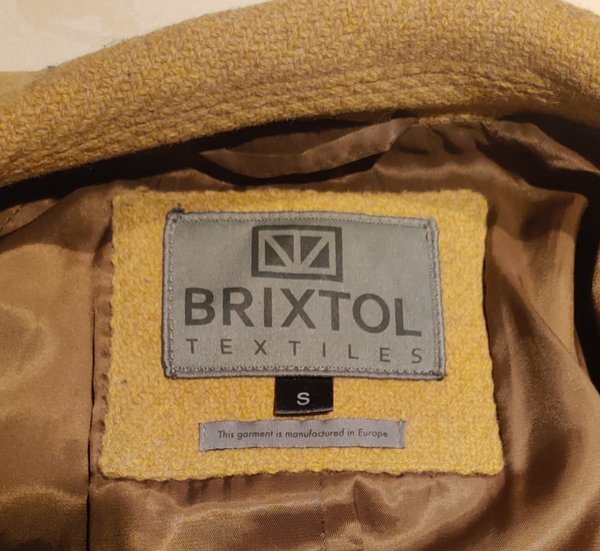 BRIXTOL
TEXTILES
S
This garment is manufactured in Europe